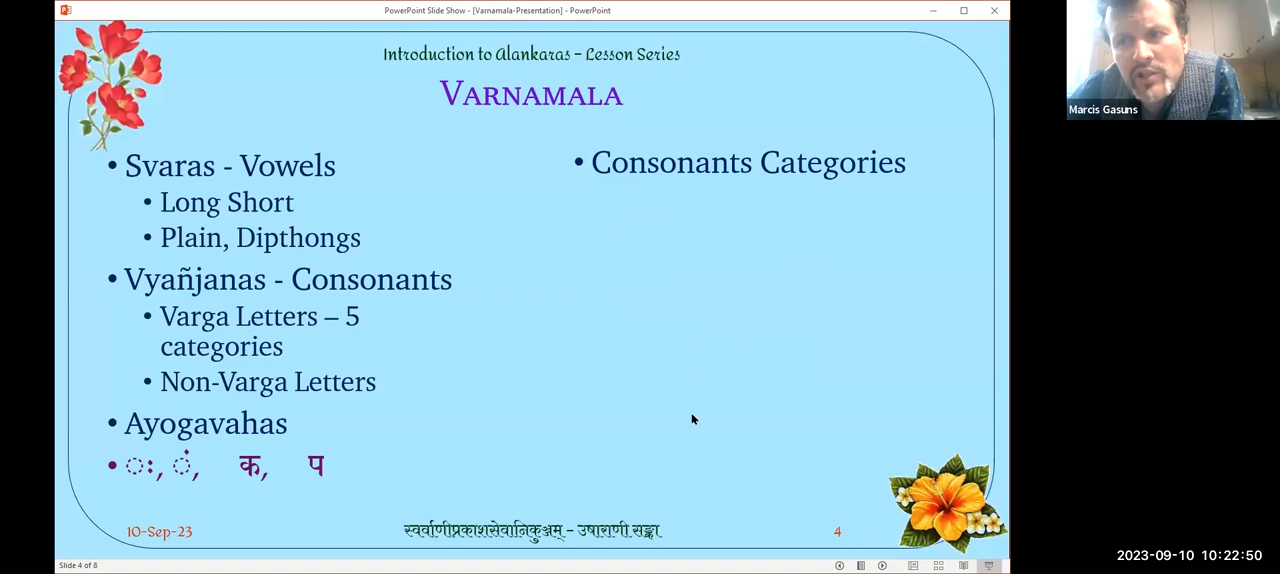 PowerPoint Slide Show - [Varnamala-Presentation] - PowerPoint
Introduction to Alankaras – Lesson Series
VARNAMALA
• Svaras - Vowels
• Long Short
• Plain, Dipthongs
• Vyañjanas - Consonants
• Varga Letters – 5
categories
• Non-Varga Letters
• Ayogavahas
• ः, ं, क, प
• Consonants Categories
10-Sep-23
स्वर्वाणीप्रकाशसेवानिकुञ्जम् – उषाराणी सङ्का
4
Slide 4 of 8
Marcis Gasuns
2023-09-10 10:22:50